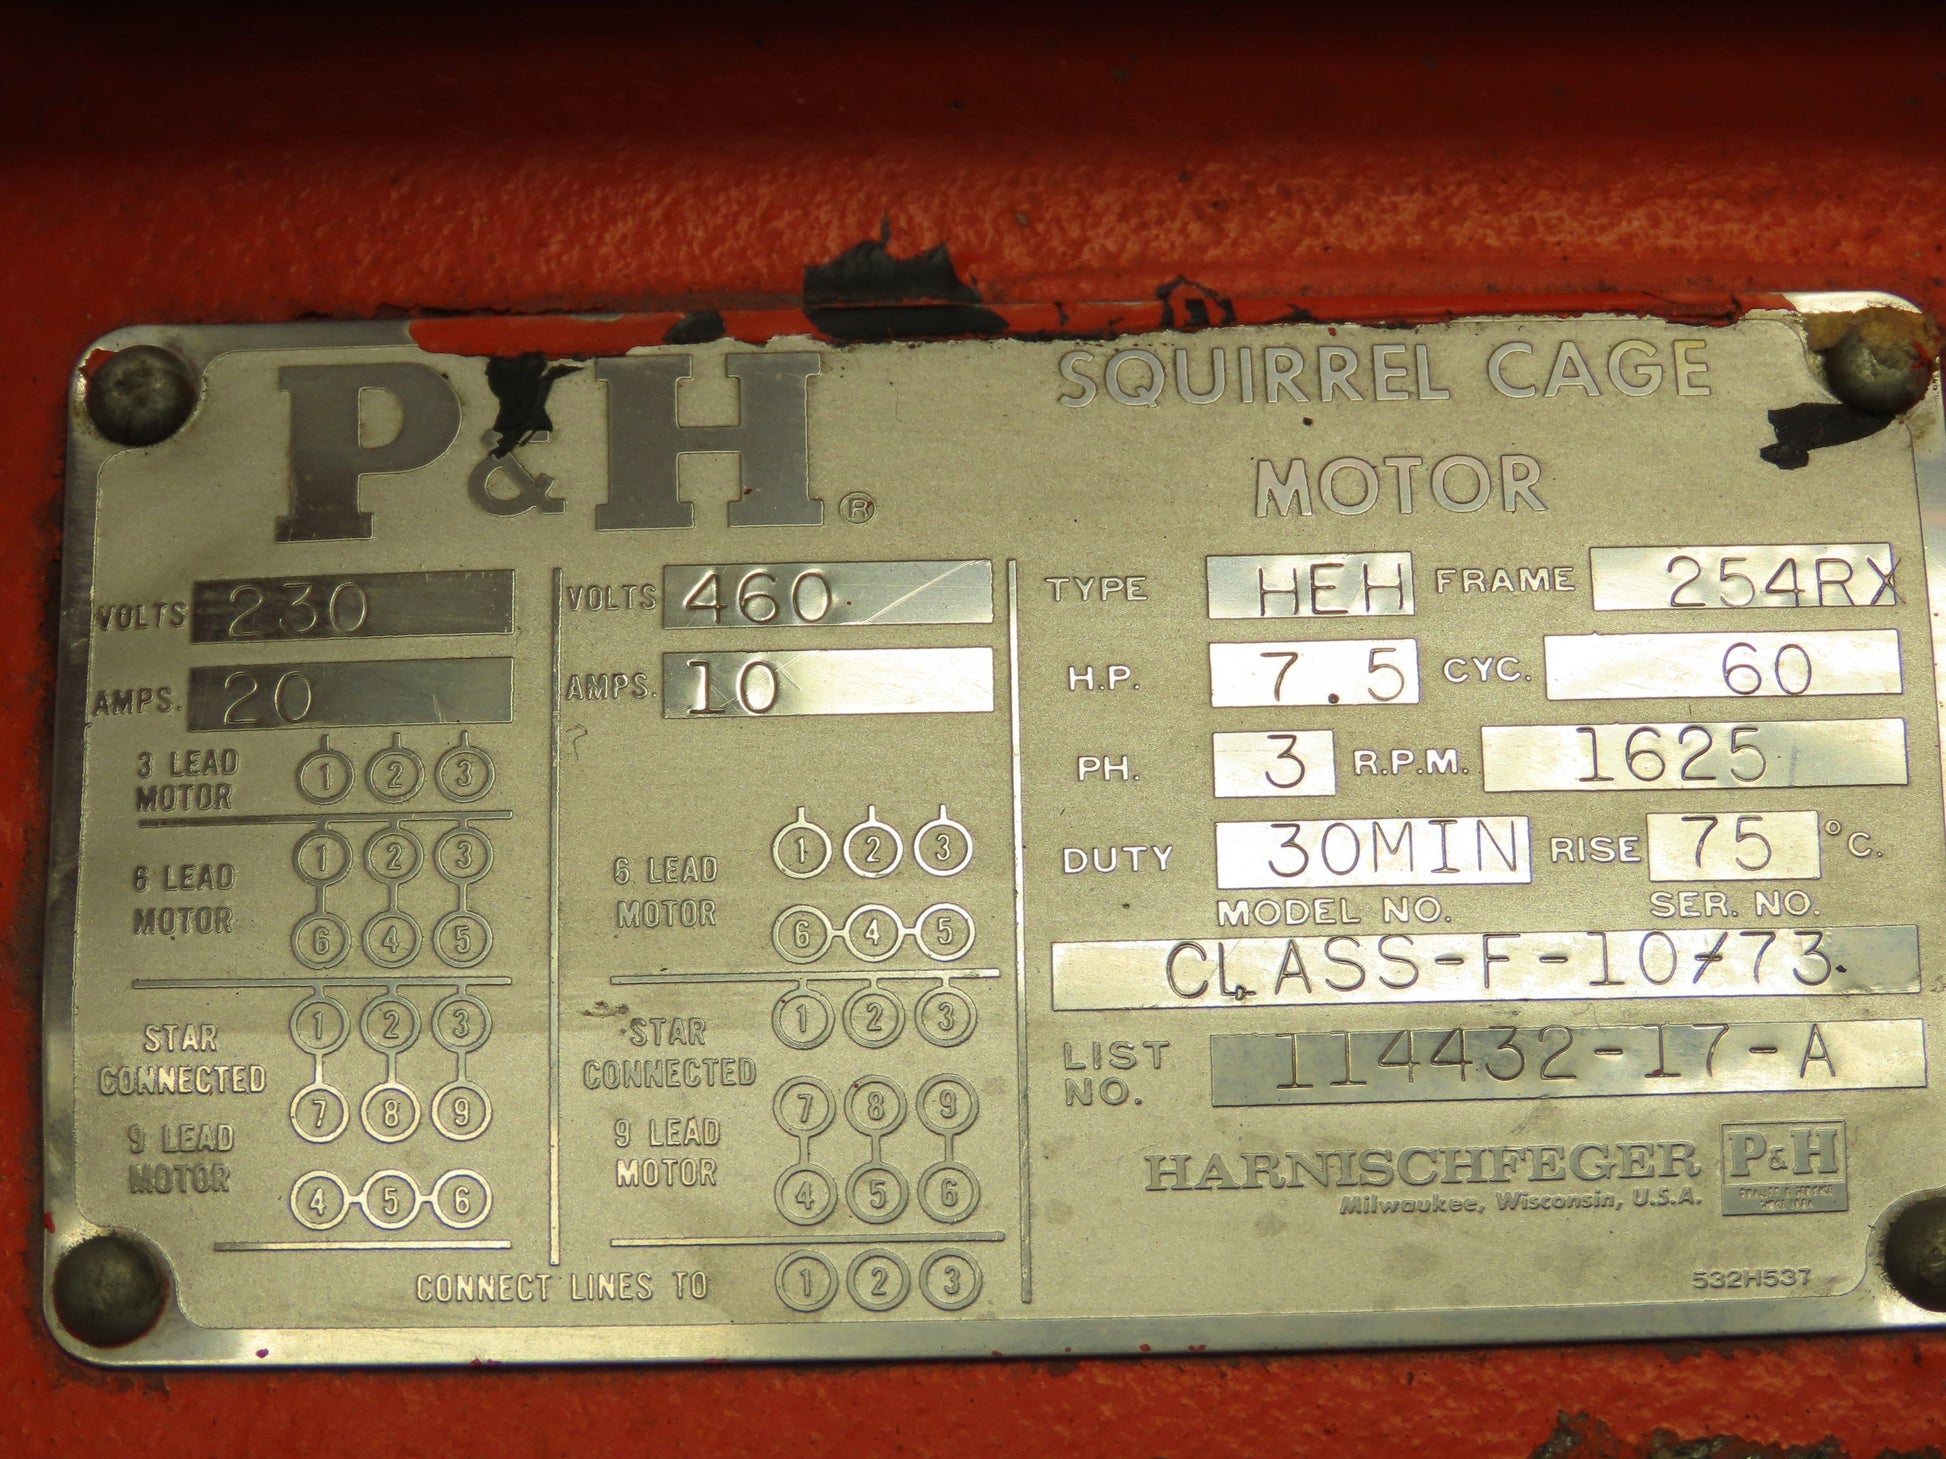 P&H®
SQUIRREL CAGE
MOTOR
VOLTS 230
AMPS. 20
3 LEAD
MOTOR
1 2 3
6 LEAD
MOTOR
1 2 3
6 4 5
STAR
CONNECTED
9 LEAD
MOTOR
1 2 3
7 8 9
4 5 6
VOLTS 460
AMPS. 10
6 LEAD
MOTOR
1 2 3
6 4 5
STAR
CONNECTED
9 LEAD
MOTOR
1 2 3
7 8 9
4 5 6
CONNECT LINES TO 1 2 3
TYPE HEH FRAME 254RX
H.P. 7.5 CYC. 60
PH. 3 R.P.M. 1625
DUTY 30MIN RISE 75 °C.
MODEL NO. SER. NO.
CLASS-F-10/73
LIST
NO. 114432-17-A
HARNISCHFEGER P&H
Milwaukee, Wisconsin, U.S.A.
532H537